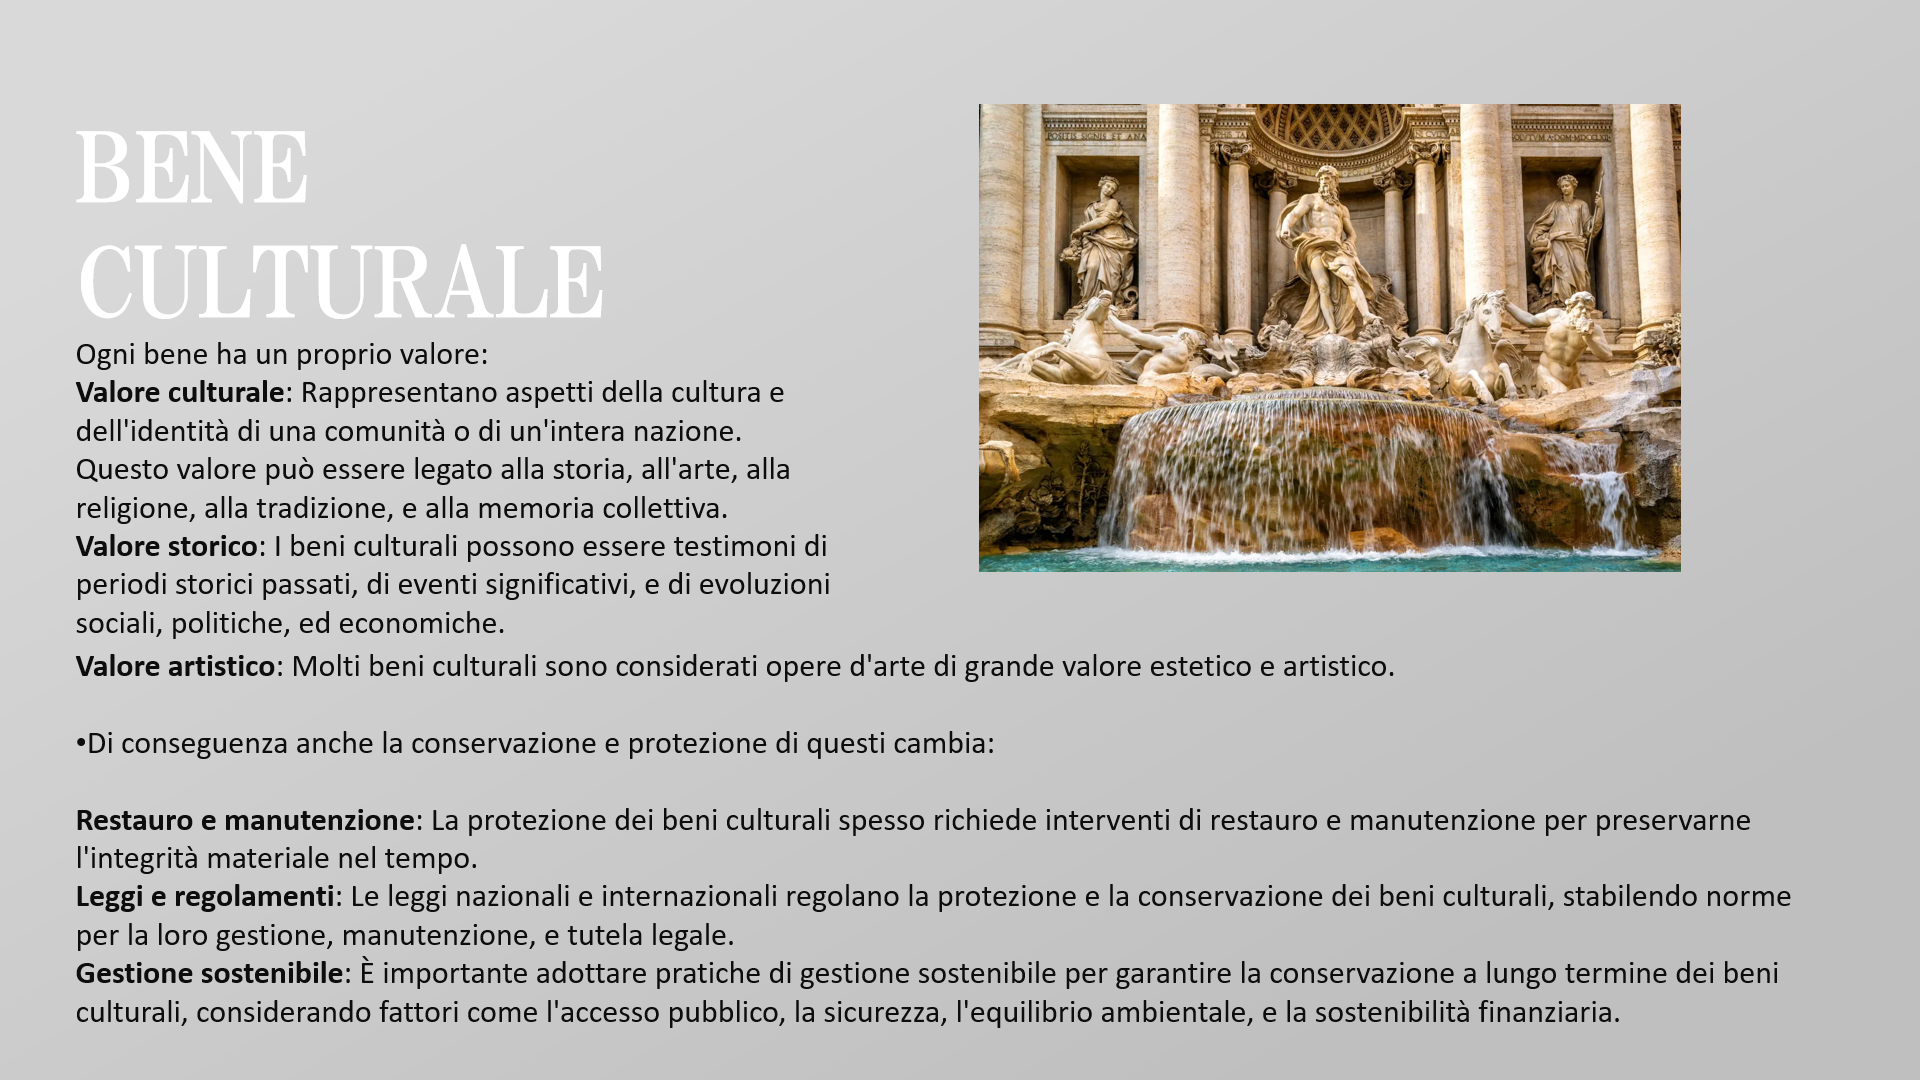 BENE
CULTURALE
Ogni bene ha un proprio valore:
Valore culturale: Rappresentano aspetti della cultura e
dell'identità di una comunità o di un'intera nazione.
Questo valore può essere legato alla storia, all'arte, alla
religione, alla tradizione, e alla memoria collettiva.
Valore storico: I beni culturali possono essere testimoni di
periodi storici passati, di eventi significativi, e di evoluzioni
sociali, politiche, ed economiche.
Valore artistico: Molti beni culturali sono considerati opere d'arte di grande valore estetico e artistico.
•Di conseguenza anche la conservazione e protezione di questi cambia:
Restauro e manutenzione: La protezione dei beni culturali spesso richiede interventi di restauro e manutenzione per preservarne
l'integrità materiale nel tempo.
Leggi e regolamenti: Le leggi nazionali e internazionali regolano la protezione e la conservazione dei beni culturali, stabilendo norme
per la loro gestione, manutenzione, e tutela legale.
Gestione sostenibile: È importante adottare pratiche di gestione sostenibile per garantire la conservazione a lungo termine dei beni
culturali, considerando fattori come l'accesso pubblico, la sicurezza, l'equilibrio ambientale, e la sostenibilità finanziaria.